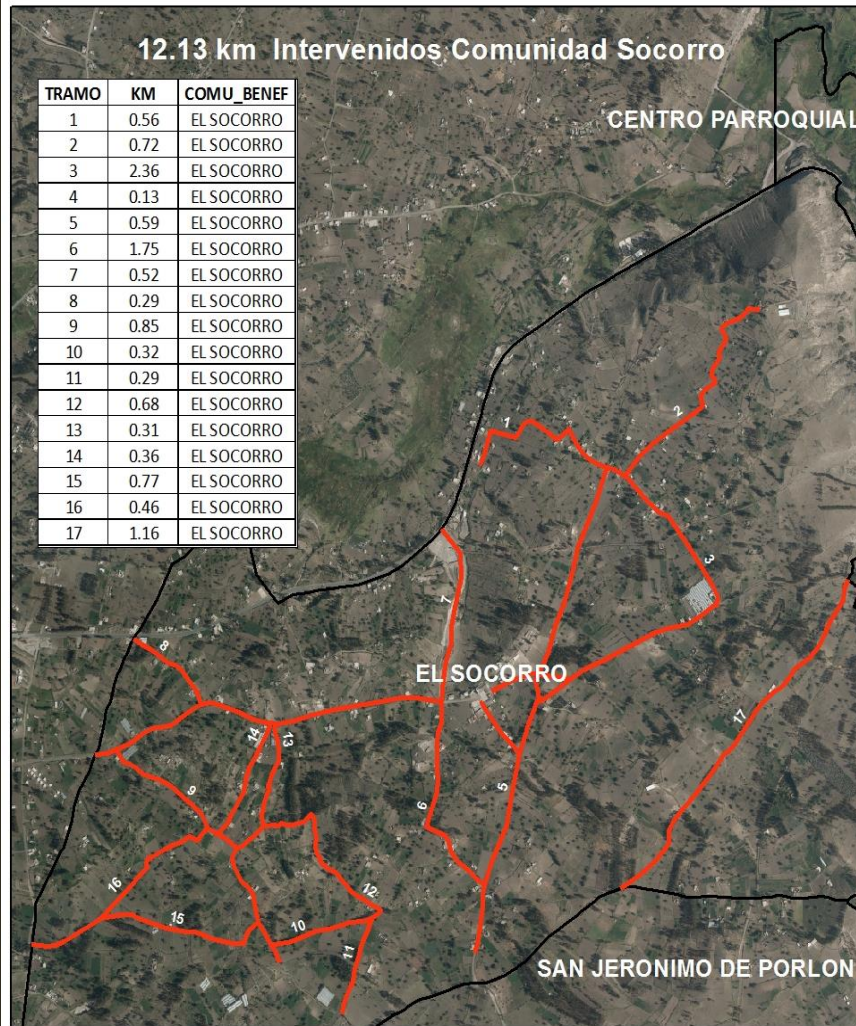 12.13 km Intervenidos Comunidad Socorro
TRAMO KM COMU_BENEF
1 0.56 EL SOCORRO
2 0.72 EL SOCORRO
3 2.36 EL SOCORRO
4 0.13 EL SOCORRO
5 0.59 EL SOCORRO
6 1.75 EL SOCORRO
7 0.52 EL SOCORRO
8 0.29 EL SOCORRO
9 0.85 EL SOCORRO
10 0.32 EL SOCORRO
11 0.29 EL SOCORRO
12 0.68 EL SOCORRO
13 0.31 EL SOCORRO
14 0.36 EL SOCORRO
15 0.77 EL SOCORRO
16 0.46 EL SOCORRO
17 1.16 EL SOCORRO
CENTRO PARROQUIAL
2
1
3
7
8
EL SOCORRO
17
14
13
5
9
6
16
12
15
10
11
SAN JERONIMO DE PORLON